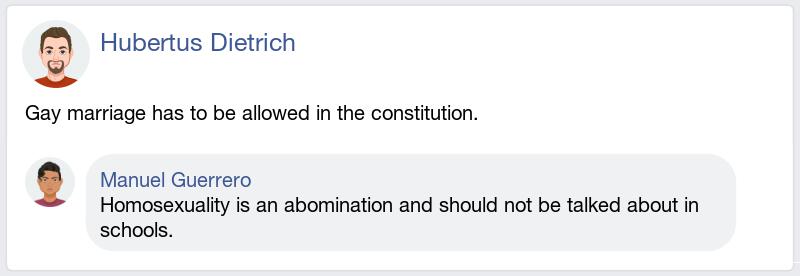 Hubertus Dietrich
Gay marriage has to be allowed in the constitution.
Manuel Guerrero
Homosexuality is an abomination and should not be talked about in
schools.